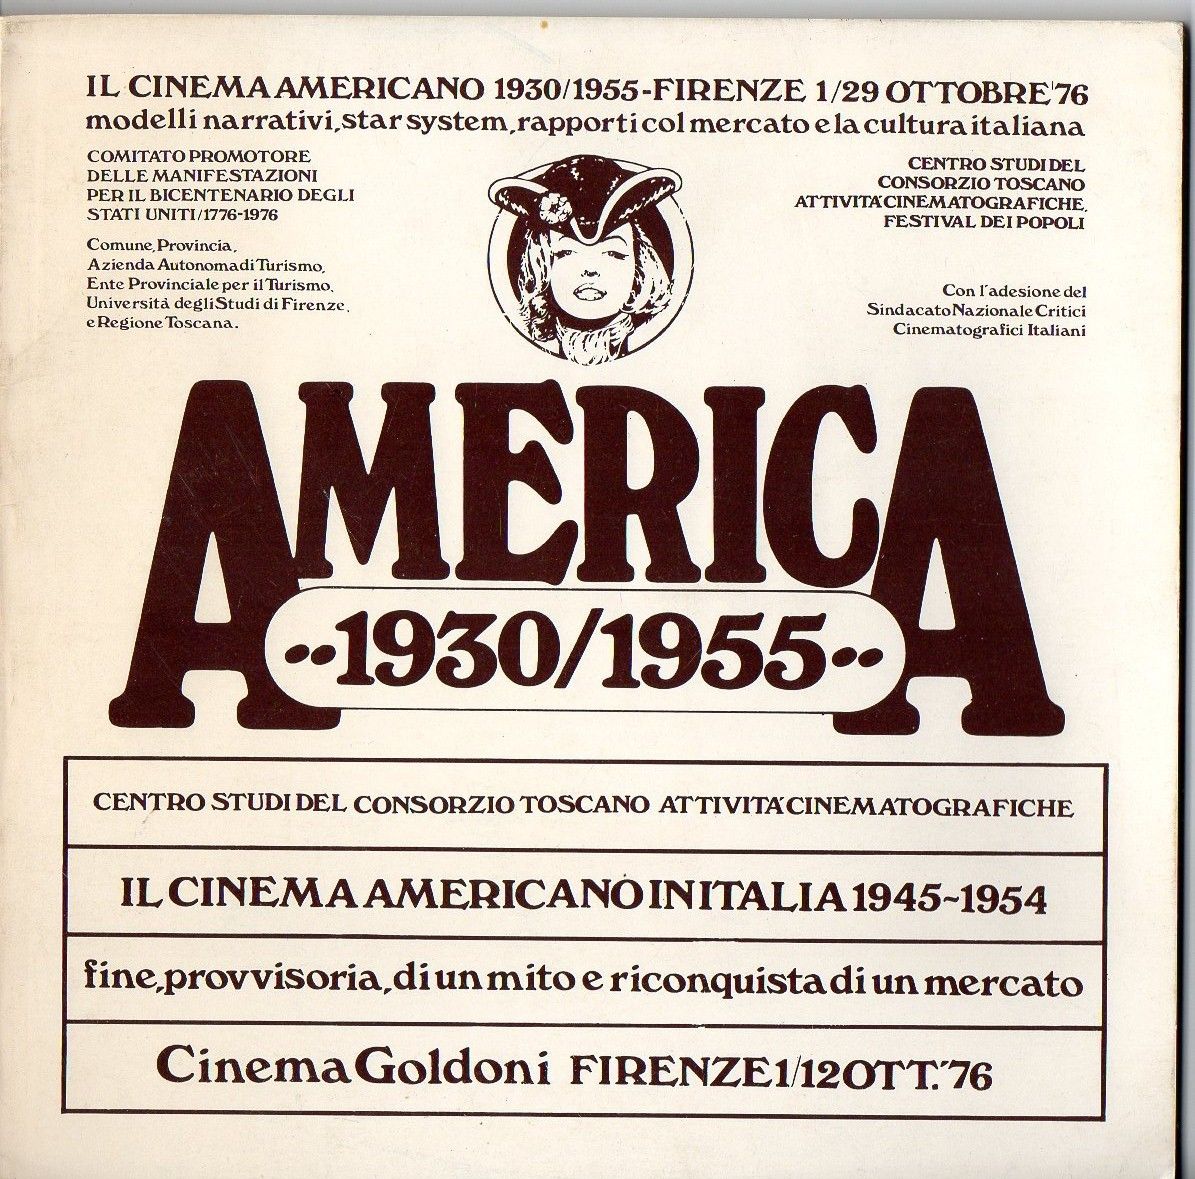 IL CINEMA AMERICANO 1930/1955-FIRENZE 1/29 OTTOBRE'76
modelli narrativi, star system, rapporti col mercato e la cultura italiana
COMITATO PROMOTORE
DELLE MANIFESTAZIONI
PER IL BICENTENARIO DEGLI
STATI UNITI/1776-1976
Comune, Provincia,
Azienda Autonoma di Turismo,
Ente Provinciale per il Turismo,
Università degli Studi di Firenze,
e Regione Toscana.
CENTRO STUDI DEL
CONSORZIO TOSCANO
ATTIVITA' CINEMATOGRAFICHE,
FESTIVAL DEI POPOLI
Con l'adesione del
Sindacato Nazionale Critici
Cinematografici Italiani
AMERICA
··1930/1955··
CENTRO STUDI DEL CONSORZIO TOSCANO ATTIVITA' CINEMATOGRAFICHE
IL CINEMA AMERICANO IN ITALIA 1945~1954
fine, provvisoria, di un mito e riconquista di un mercato
Cinema Goldoni FIRENZE 1/12 OTT.'76